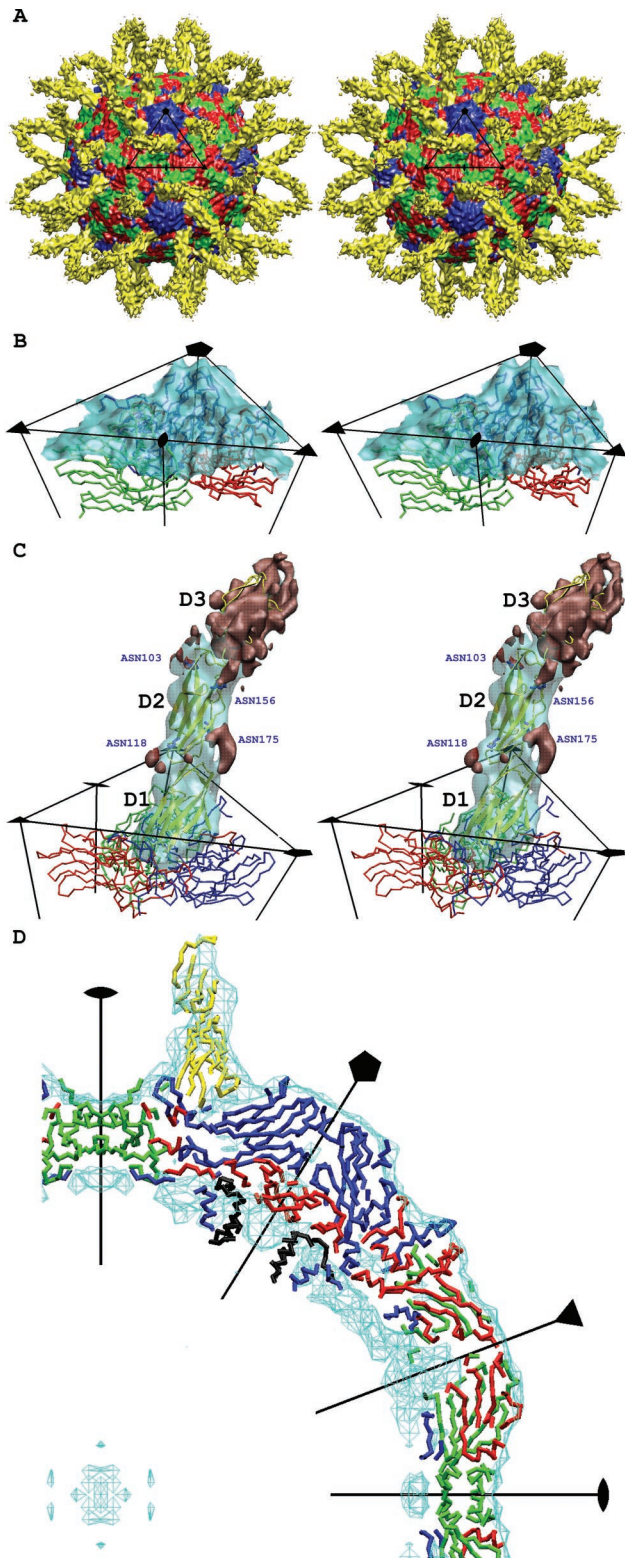 A
B
C
D3 D3
ASN103 ASN103
D2 ASN156 D2 ASN156
ASN118 ASN175 ASN118 ASN175
D1 D1
D